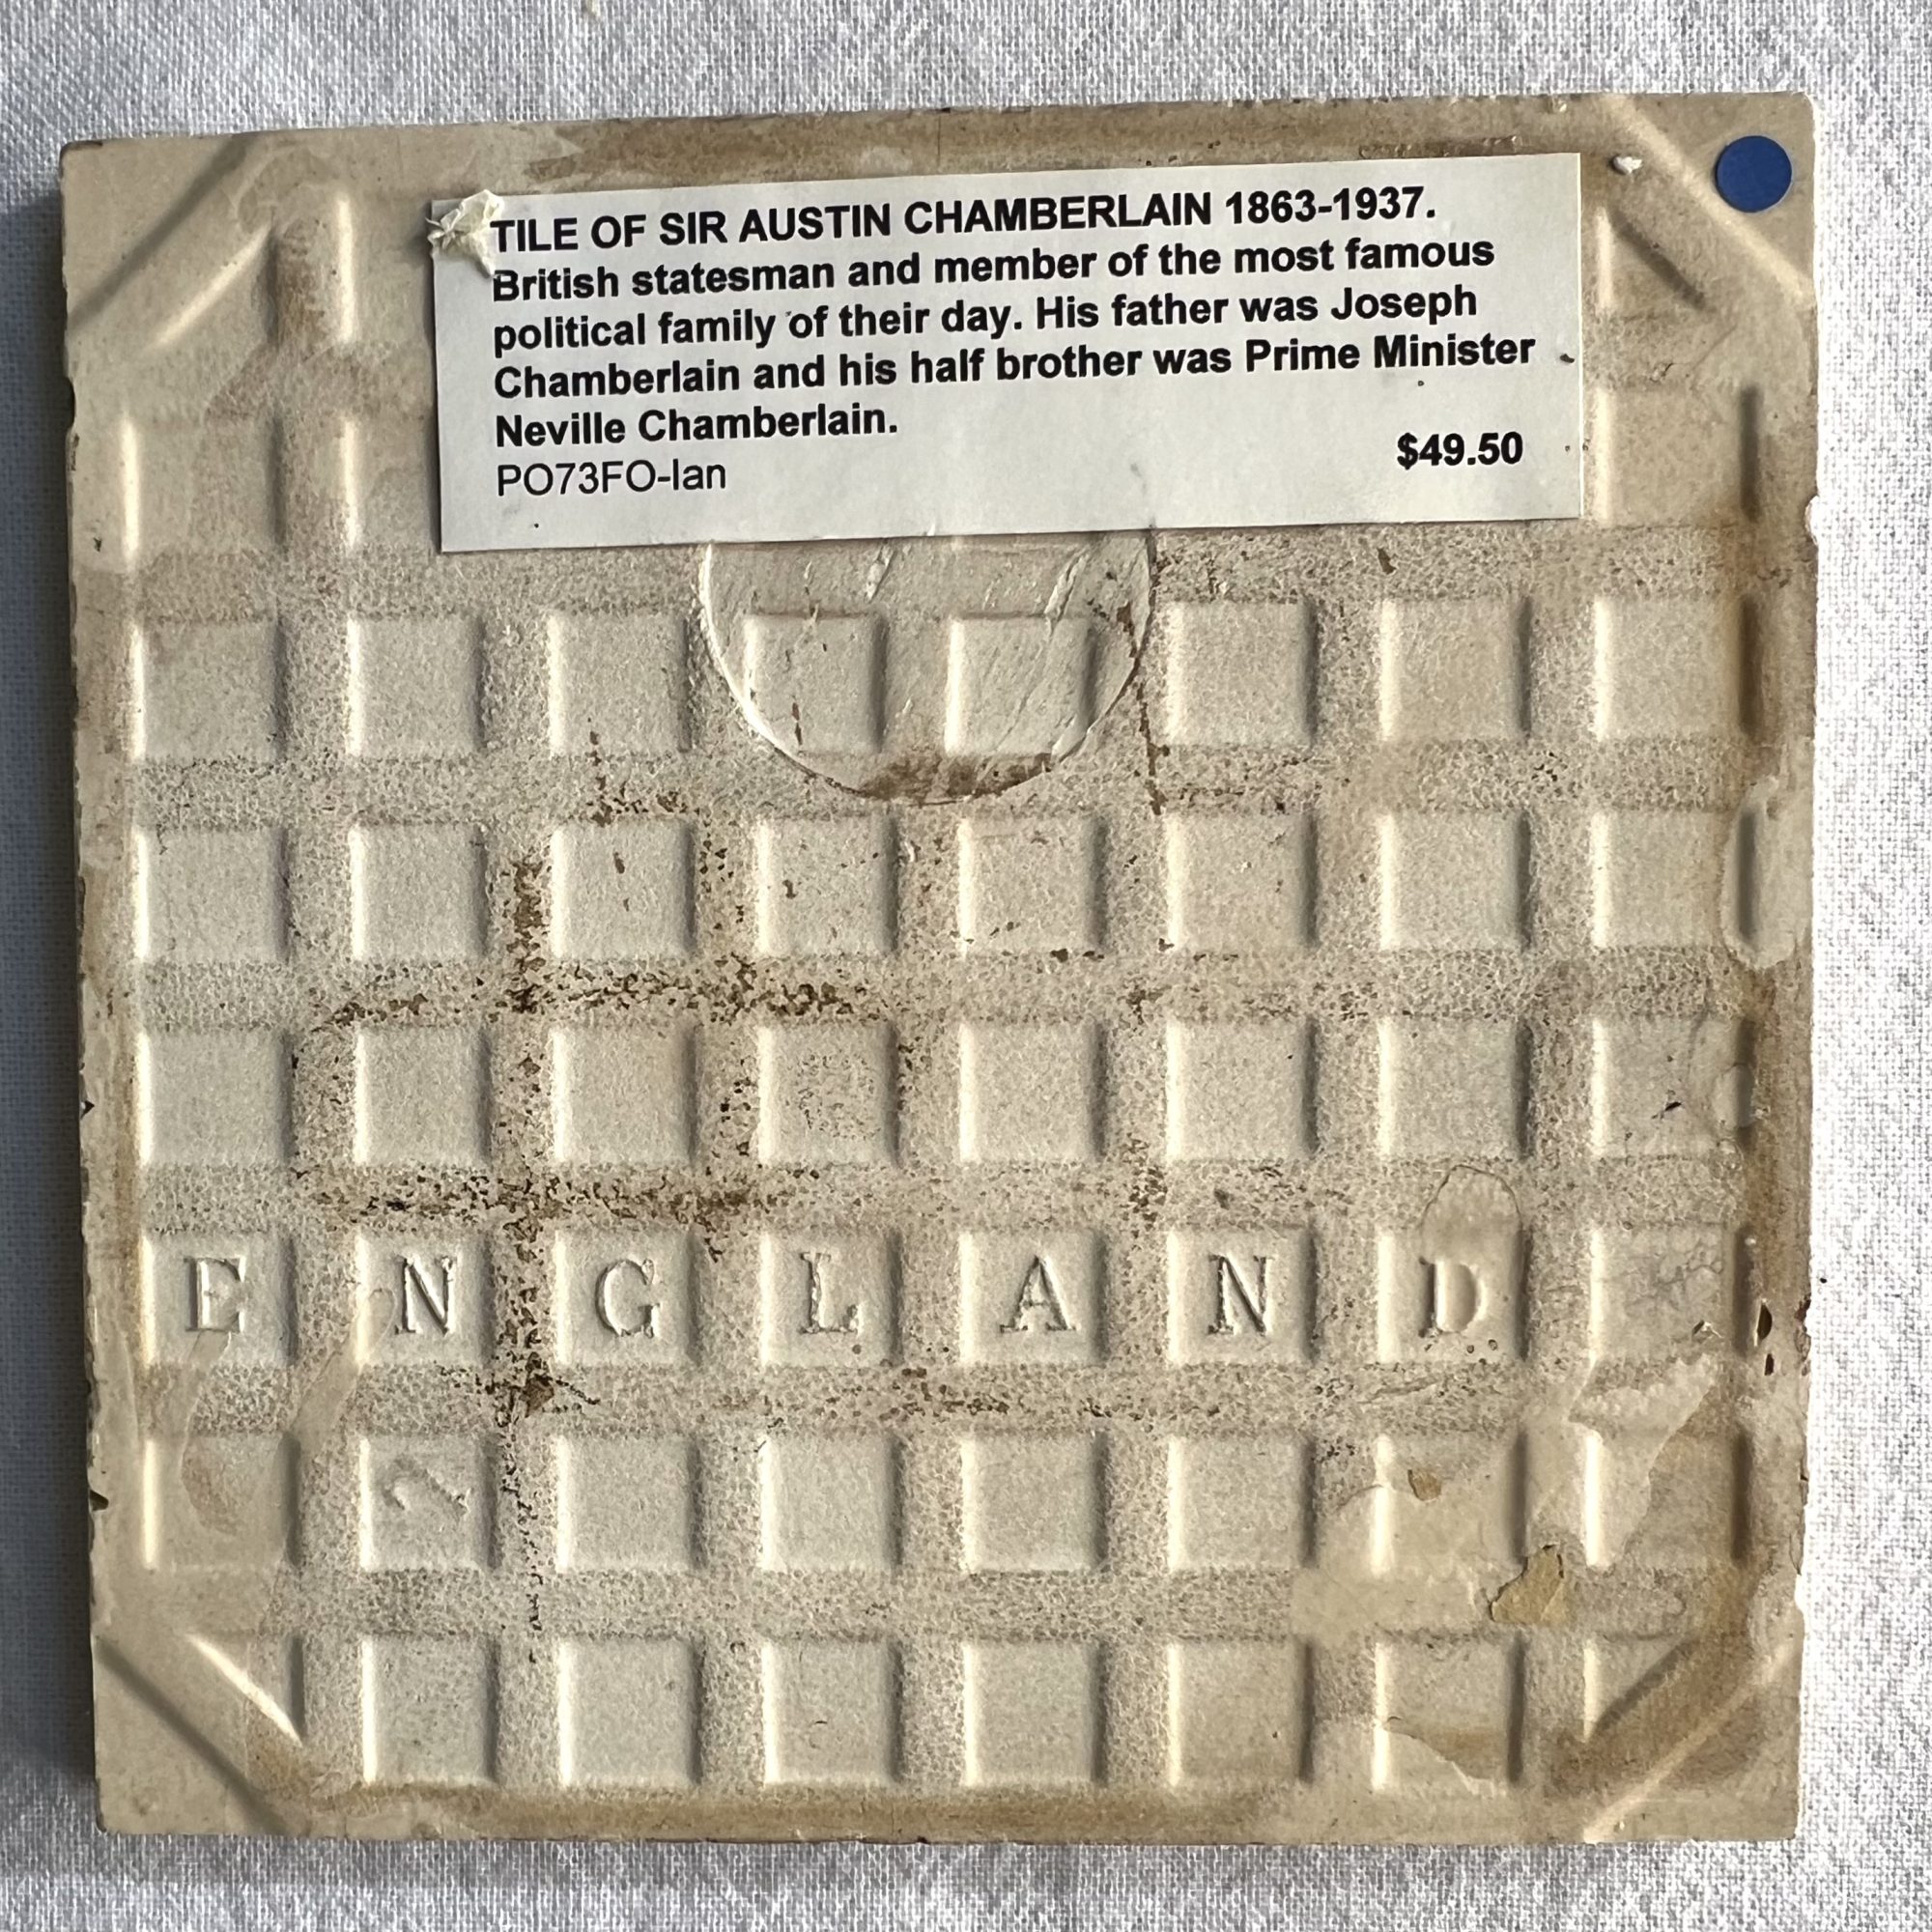 TILE OF SIR AUSTIN CHAMBERLAIN 1863-1937.
British statesman and member of the most famous
political family of their day. His father was Joseph
Chamberlain and his half brother was Prime Minister
Neville Chamberlain.
$49.50
PO73FO-Ian
ENGLAND
2